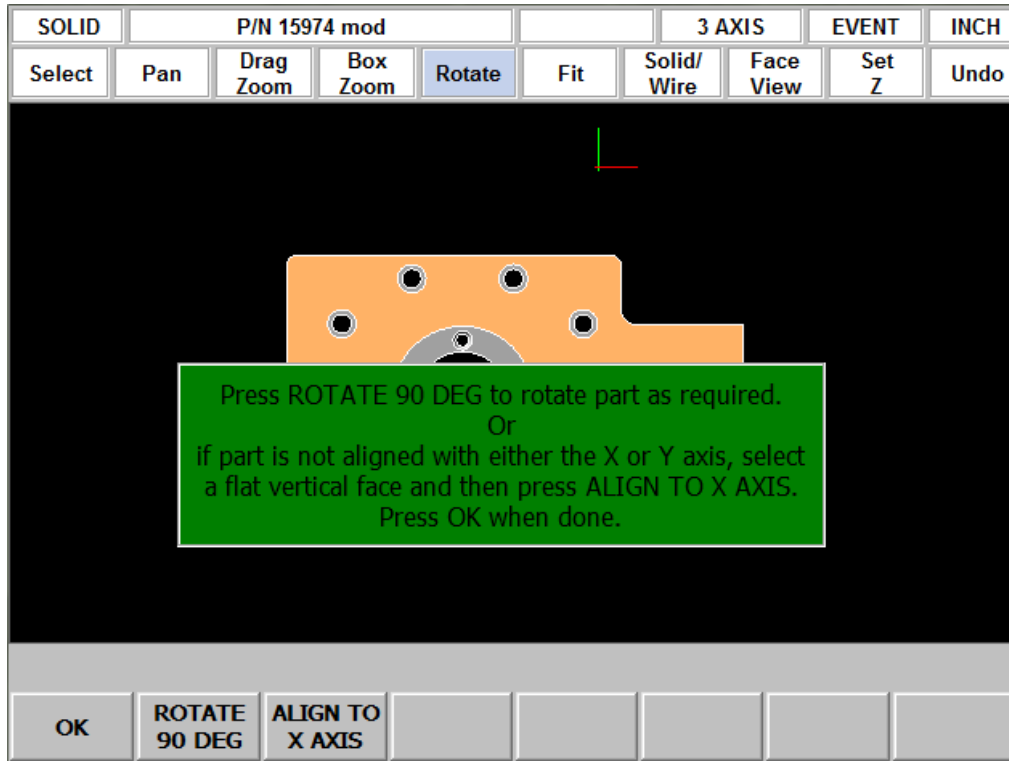 SOLID P/N 15974 mod 3 AXIS EVENT INCH
Select Pan Drag Zoom Box Zoom Rotate Fit Solid/ Wire Face View Set Z Undo
Press ROTATE 90 DEG to rotate part as required.
Or
if part is not aligned with either the X or Y axis, select
a flat vertical face and then press ALIGN TO X AXIS.
Press OK when done.
OK ROTATE 90 DEG ALIGN TO X AXIS